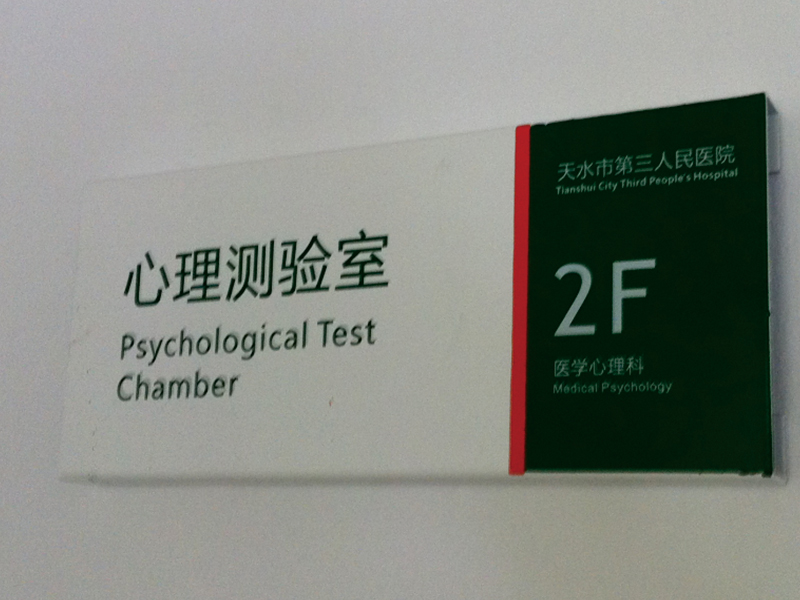 心理测验室
Psychological Test
Chamber
天水市第三人民医院
Tianshui City Third People's Hospital
2F
医学心理科
Medical Psychology